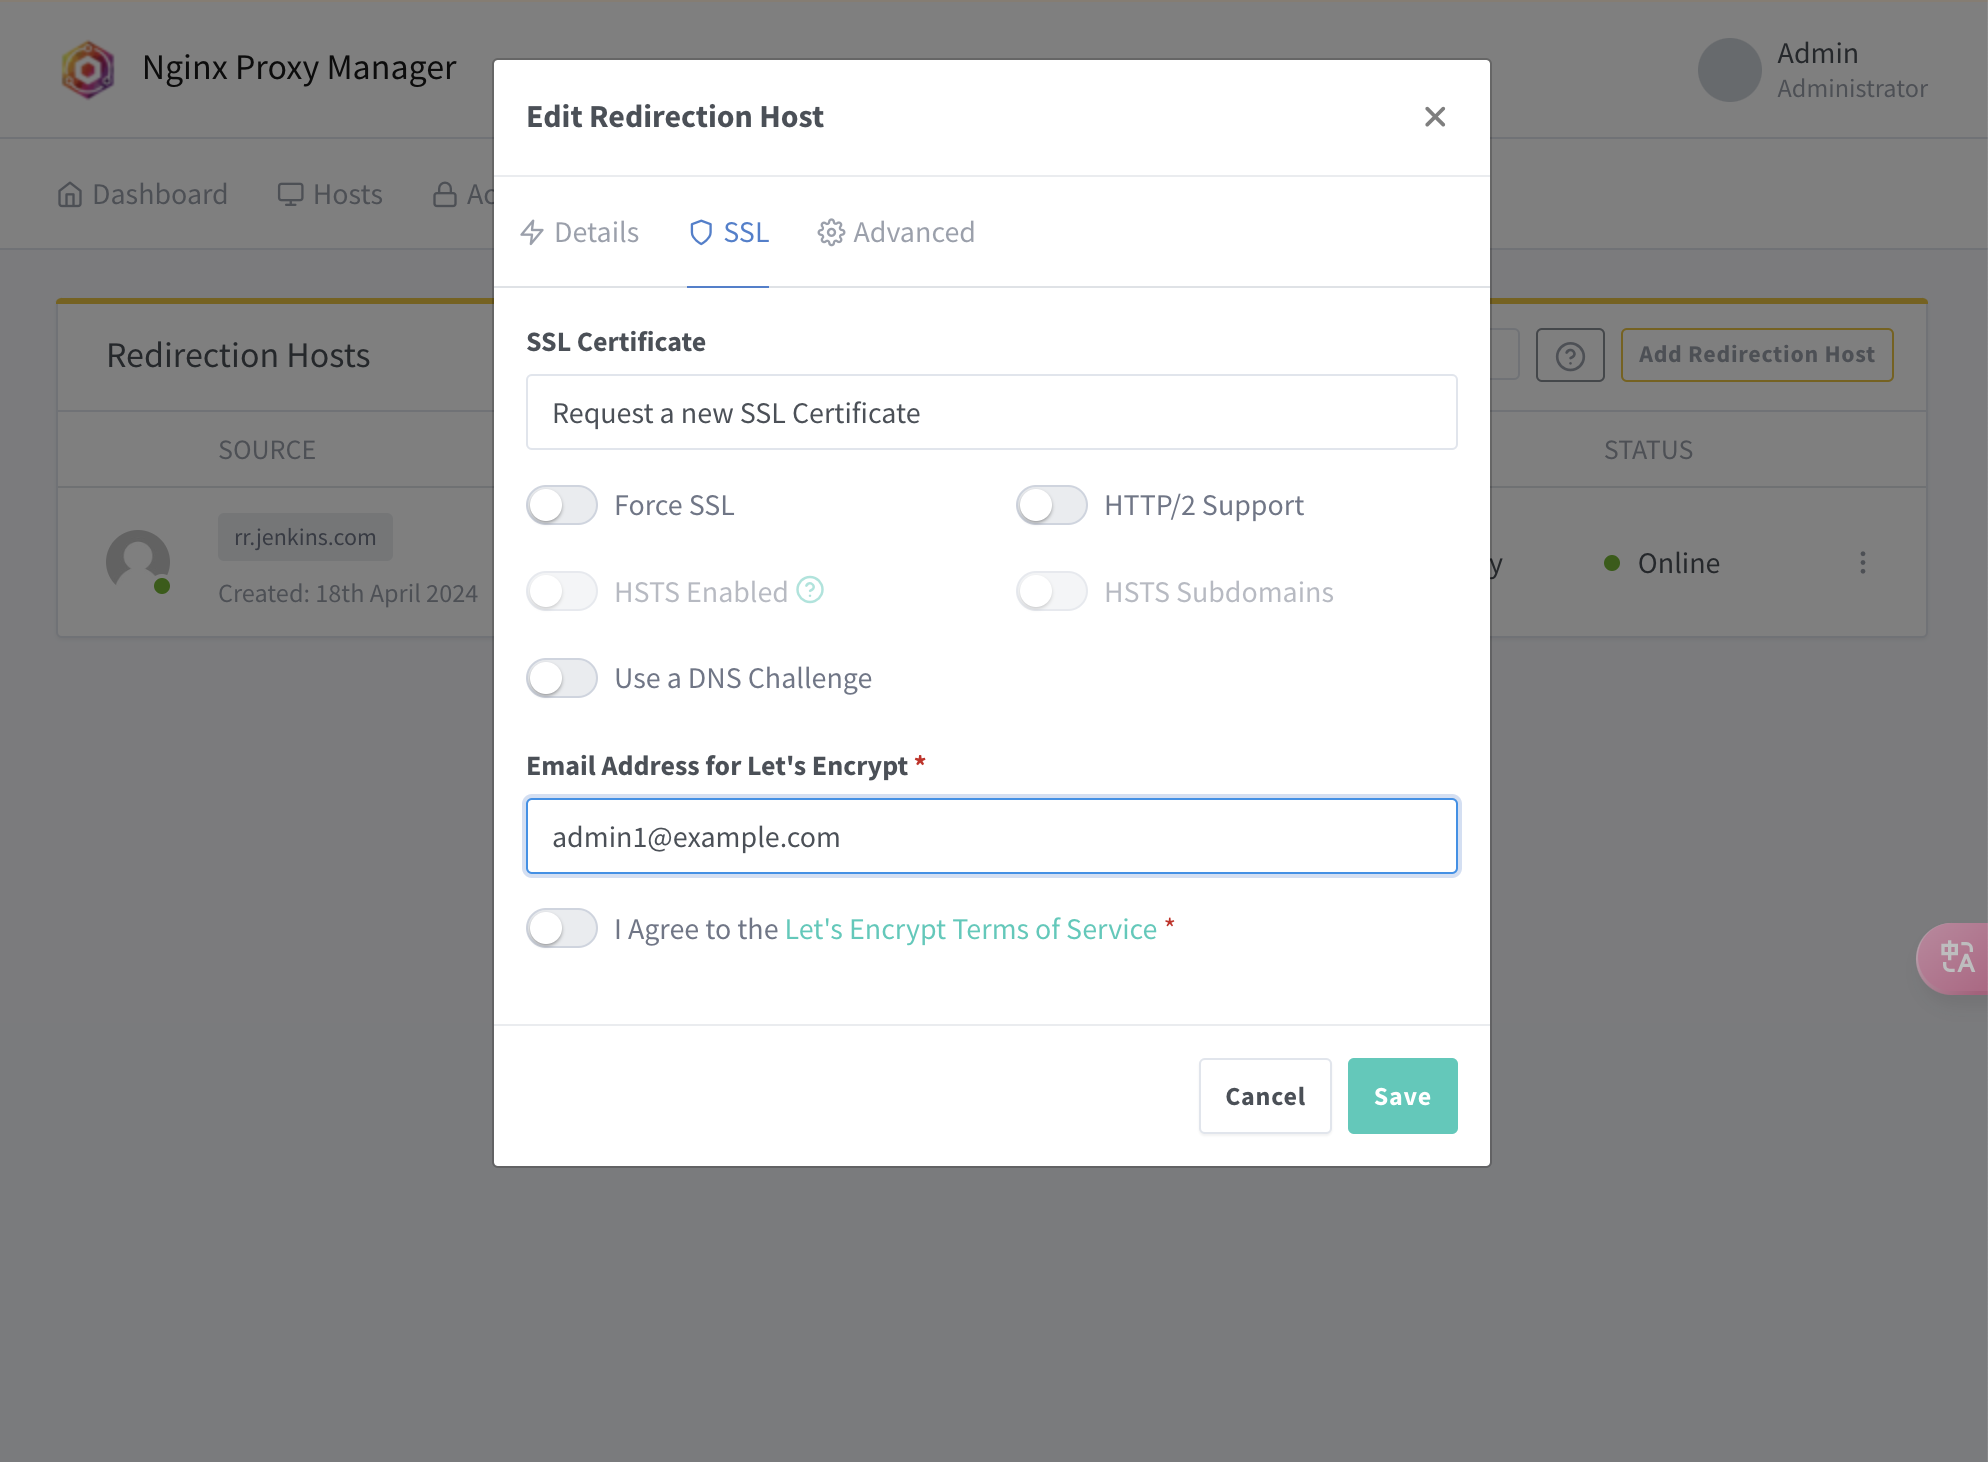 Nginx Proxy Manager
Admin
Administrator
Dashboard
Hosts
Edit Redirection Host
Details
SSL
Advanced
Redirection Hosts
Add Redirection Host
SOURCE
STATUS
rr.jenkins.com
Created: 18th April 2024
Online
SSL Certificate
Request a new SSL Certificate
Force SSL
HTTP/2 Support
HSTS Enabled
HSTS Subdomains
Use a DNS Challenge
Email Address for Let's Encrypt *
admin1@example.com
I Agree to the Let's Encrypt Terms of Service *
Cancel
Save